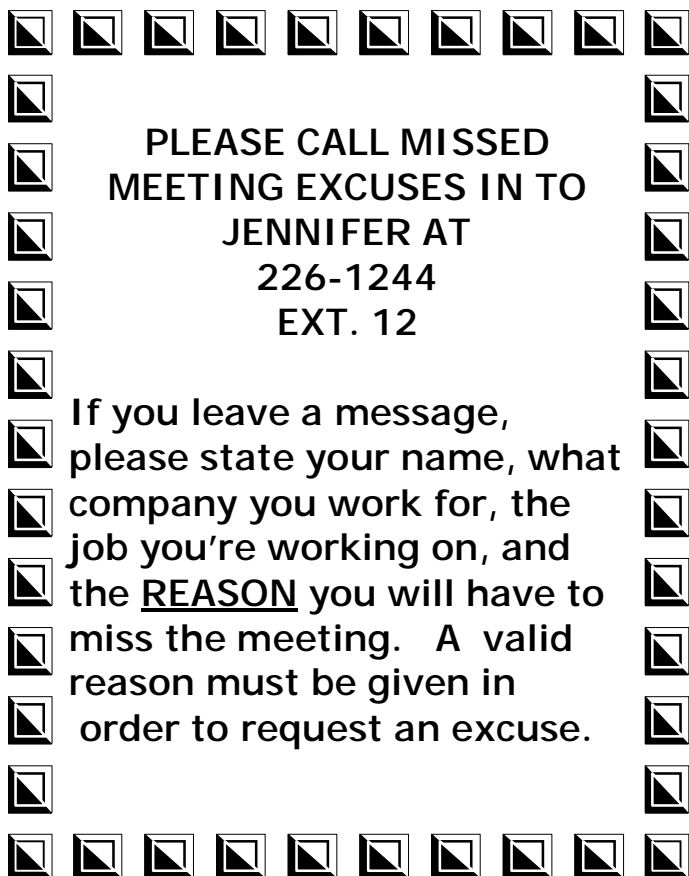 PLEASE CALL MISSED
MEETING EXCUSES IN TO
JENNIFER AT
226-1244
EXT. 12
If you leave a message,
please state your name, what
company you work for, the
job you're working on, and
the REASON you will have to
miss the meeting.   A  valid
reason must be given in
order to request an excuse.